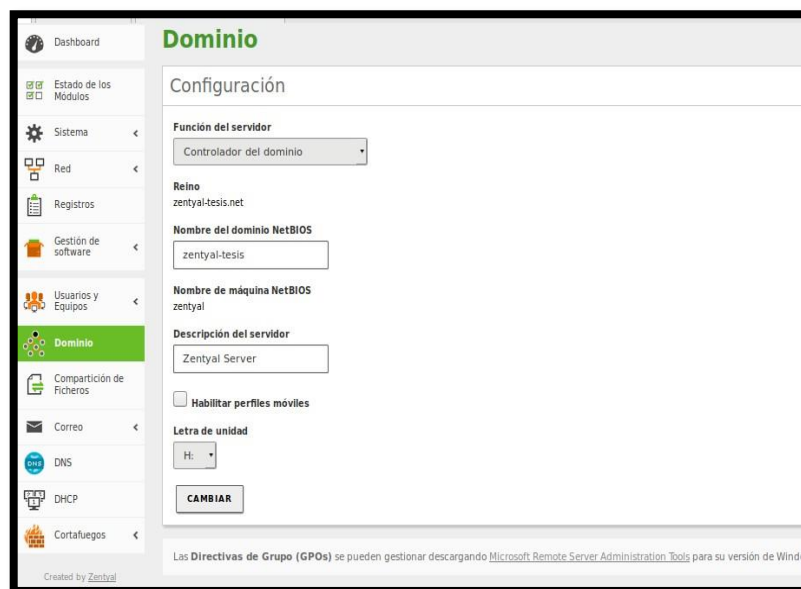 Dashboard
Estado de los
Módulos
Sistema
Red
Registros
Gestión de
software
Usuarios y
Equipos
Dominio
Compartición de
Ficheros
Correo
DNS
DNS
DHCP
Cortafuegos
Created by Zentyal
Dominio
Configuración
Función del servidor
Controlador del dominio
Reino
zentyal-tesis.net
Nombre del dominio NetBIOS
zentyal-tesis
Nombre de máquina NetBIOS
zentyal
Descripción del servidor
Zentyal Server
Habilitar perfiles móviles
Letra de unidad
H:
CAMBIAR
Las Directivas de Grupo (GPOs) se pueden gestionar descargando Microsoft Remote Server Administration Tools para su versión de